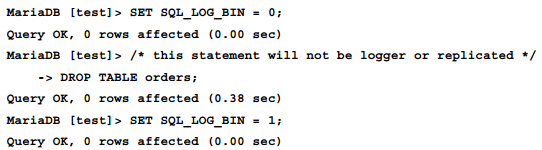 MariaDB [test]> SET SQL_LOG_BIN = 0;
Query OK, 0 rows affected (0.00 sec)
MariaDB [test]> /* this statement will not be logger or replicated */
-> DROP TABLE orders;
Query OK, 0 rows affected (0.38 sec)
MariaDB [test]> SET SQL_LOG_BIN = 1;
Query OK, 0 rows affected (0.00 sec)